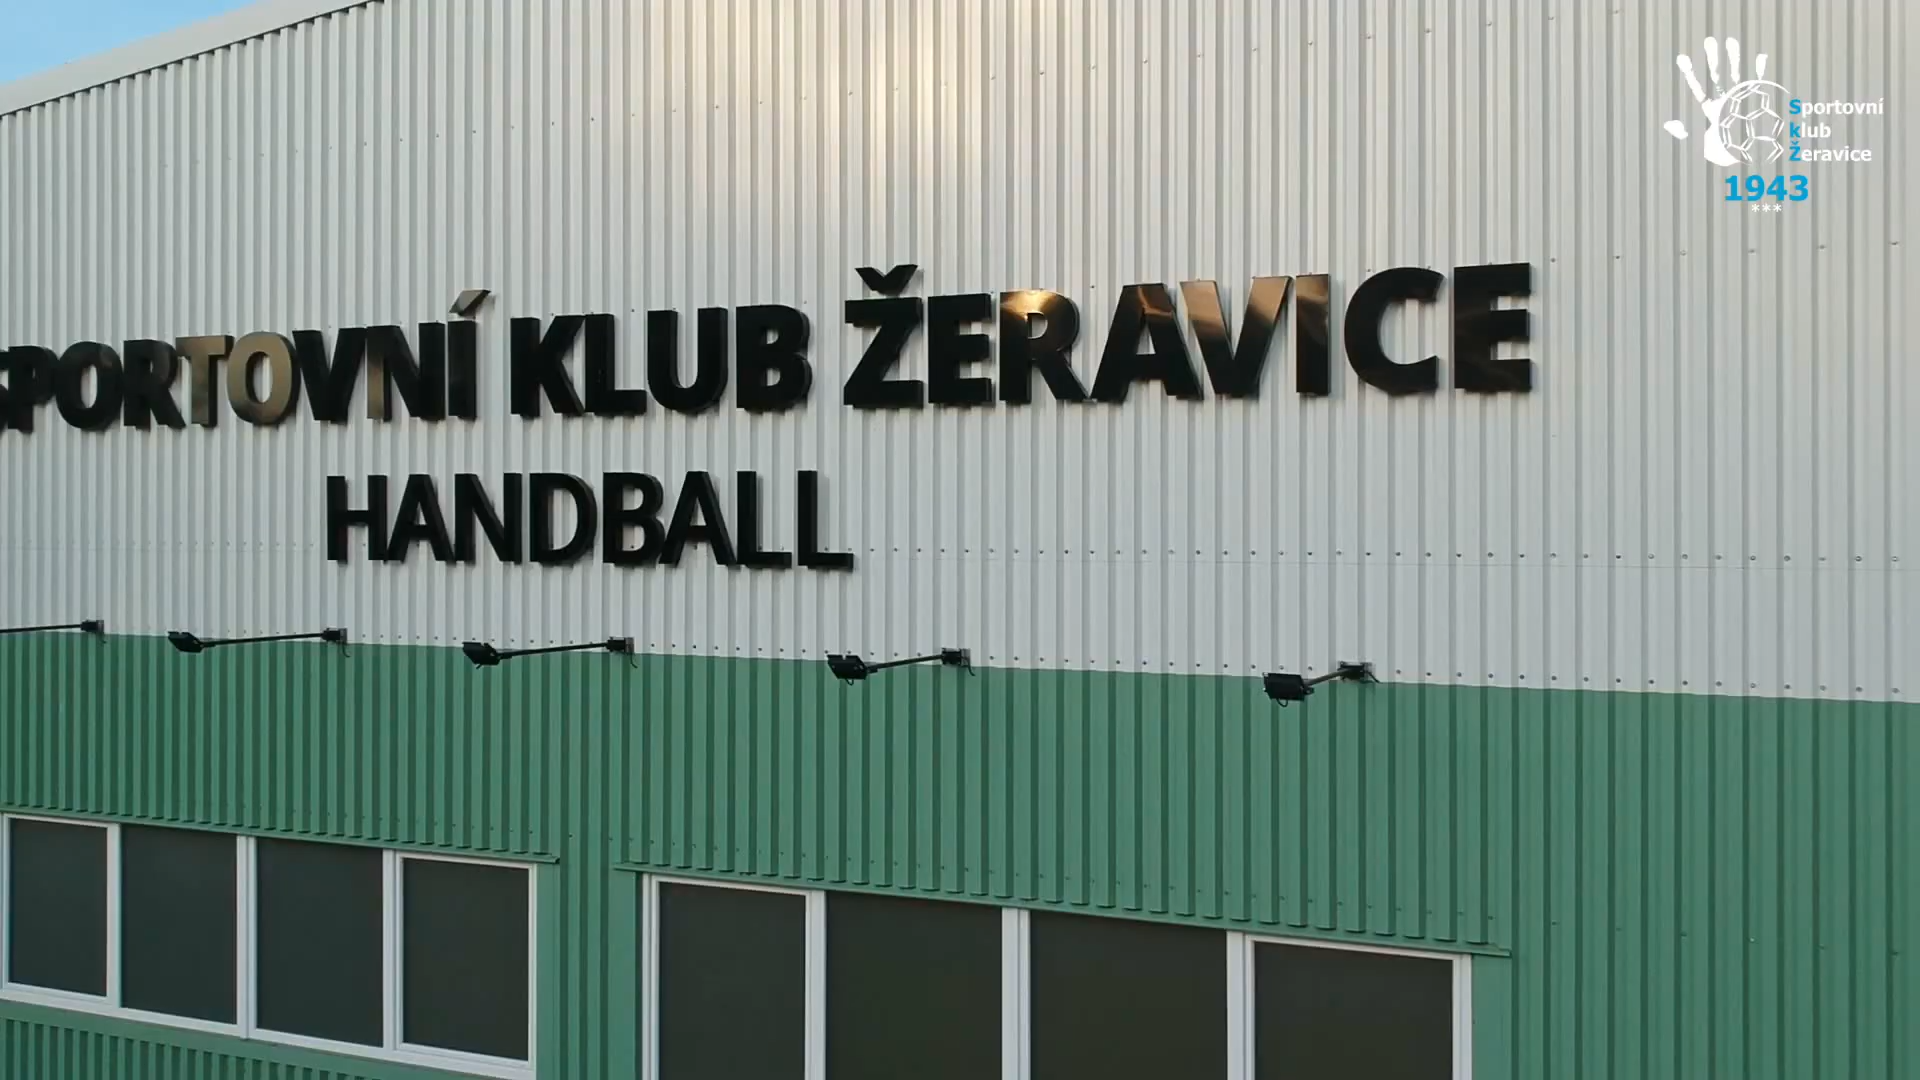 SPORTOVNÍ KLUB ŽERAVICE
HANDBALL
Sportovní
klub
Žeravice
1943
***